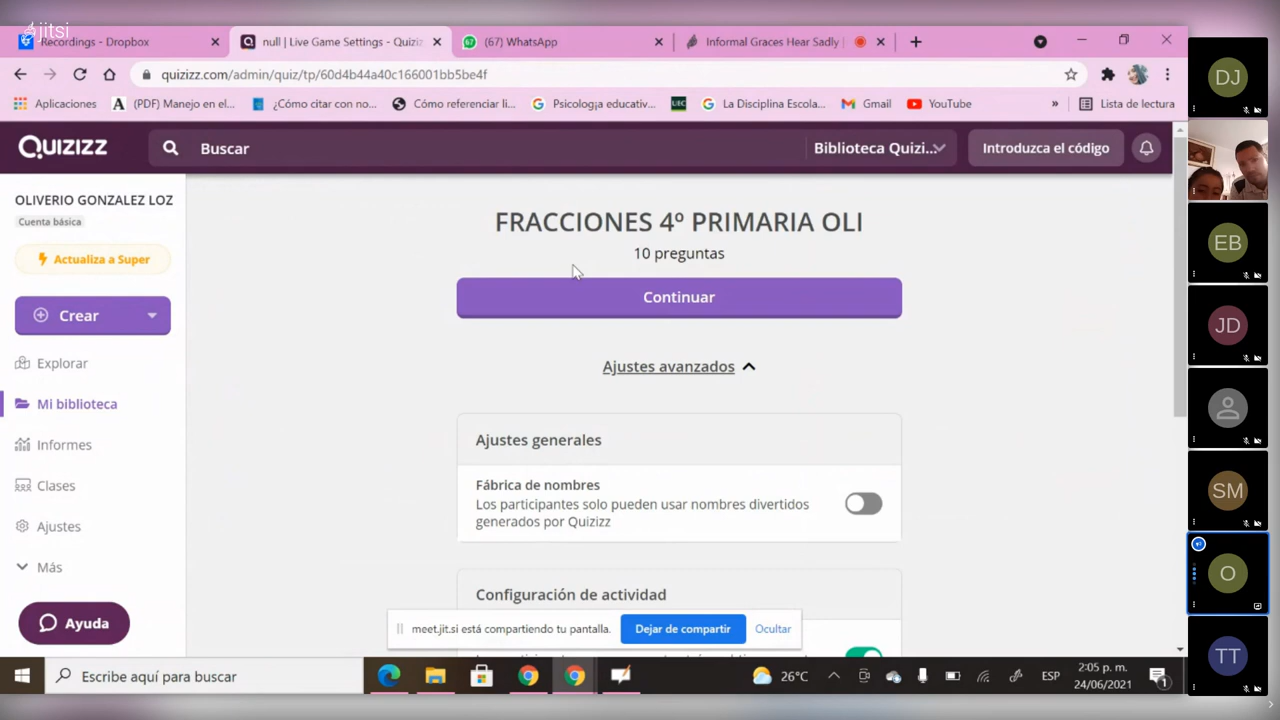 jitsi
Recordings - Dropbox
null | Live Game Settings - Quiziz
(67) WhatsApp
Informal Graces Hear Sadly |
quizizz.com/admin/quiz/tp/60d4b44a40c166001bb5be4f
Aplicaciones
(PDF) Manejo en el...
¿Cómo citar con no...
Cómo referenciar li...
Psicología educativ...
UEC
La Disciplina Escola...
Gmail
YouTube
»
Lista de lectura
Quizizz
Buscar
Biblioteca Quizi...
Introduzca el código
OLIVERIO GONZALEZ LOZ
Cuenta básica
Actualiza a Super
Crear
Explorar
Mi biblioteca
Informes
Clases
Ajustes
Más
Ayuda
FRACCIONES 4º PRIMARIA OLI
10 preguntas
Continuar
Ajustes avanzados
Ajustes generales
Fábrica de nombres
Los participantes solo pueden usar nombres divertidos
generados por Quizizz
Configuración de actividad
meet.jit.si está compartiendo tu pantalla.
Dejar de compartir
Ocultar
Escribe aquí para buscar
26°C
ESP
2:05 p. m.
24/06/2021
1
DJ
EB
JD
SM
O
TT